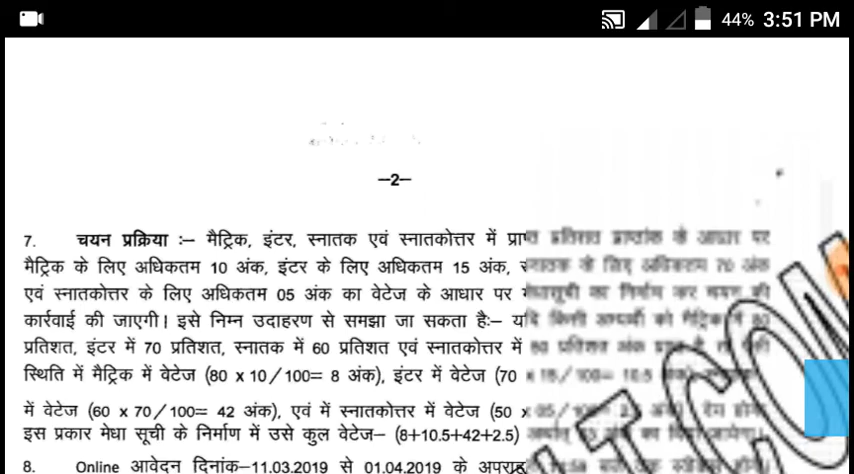 44% 3:51 PM
–2–
7. चयन प्रक्रिया :– मैट्रिक, इंटर, स्नातक एवं स्नातकोत्तर में प्राप्त प्रतिशत प्राप्तांक के आधार पर
मैट्रिक के लिए अधिकतम 10 अंक, इंटर के लिए अधिकतम 15 अंक, स्नातक के लिए अधिकतम 70 अंक
एवं स्नातकोत्तर के लिए अधिकतम 05 अंक का वेटेज के आधार पर मेधासूची का निर्माण कर चयन की
कार्रवाई की जाएगी। इसे निम्न उदाहरण से समझा जा सकता है:– यदि किसी अभ्यर्थी को मैट्रिक में 80
प्रतिशत, इंटर में 70 प्रतिशत, स्नातक में 60 प्रतिशत एवं स्नातकोत्तर में 50 प्रतिशत अंक
स्थिति में मैट्रिक में वेटेज (80 x 10/100= 8 अंक), इंटर में वेटेज (70 x 15/100= 10.5
में वेटेज (60 x 70/100= 42 अंक), एवं में स्नातकोत्तर में वेटेज (50 x 05/
इस प्रकार मेधा सूची के निर्माण में उसे कुल वेटेज– (8+10.5+42+2.5) अर्थात् का
8. Online आवेदन दिनांक–11.03.2019 से 01.04.2019 के अपराह्न